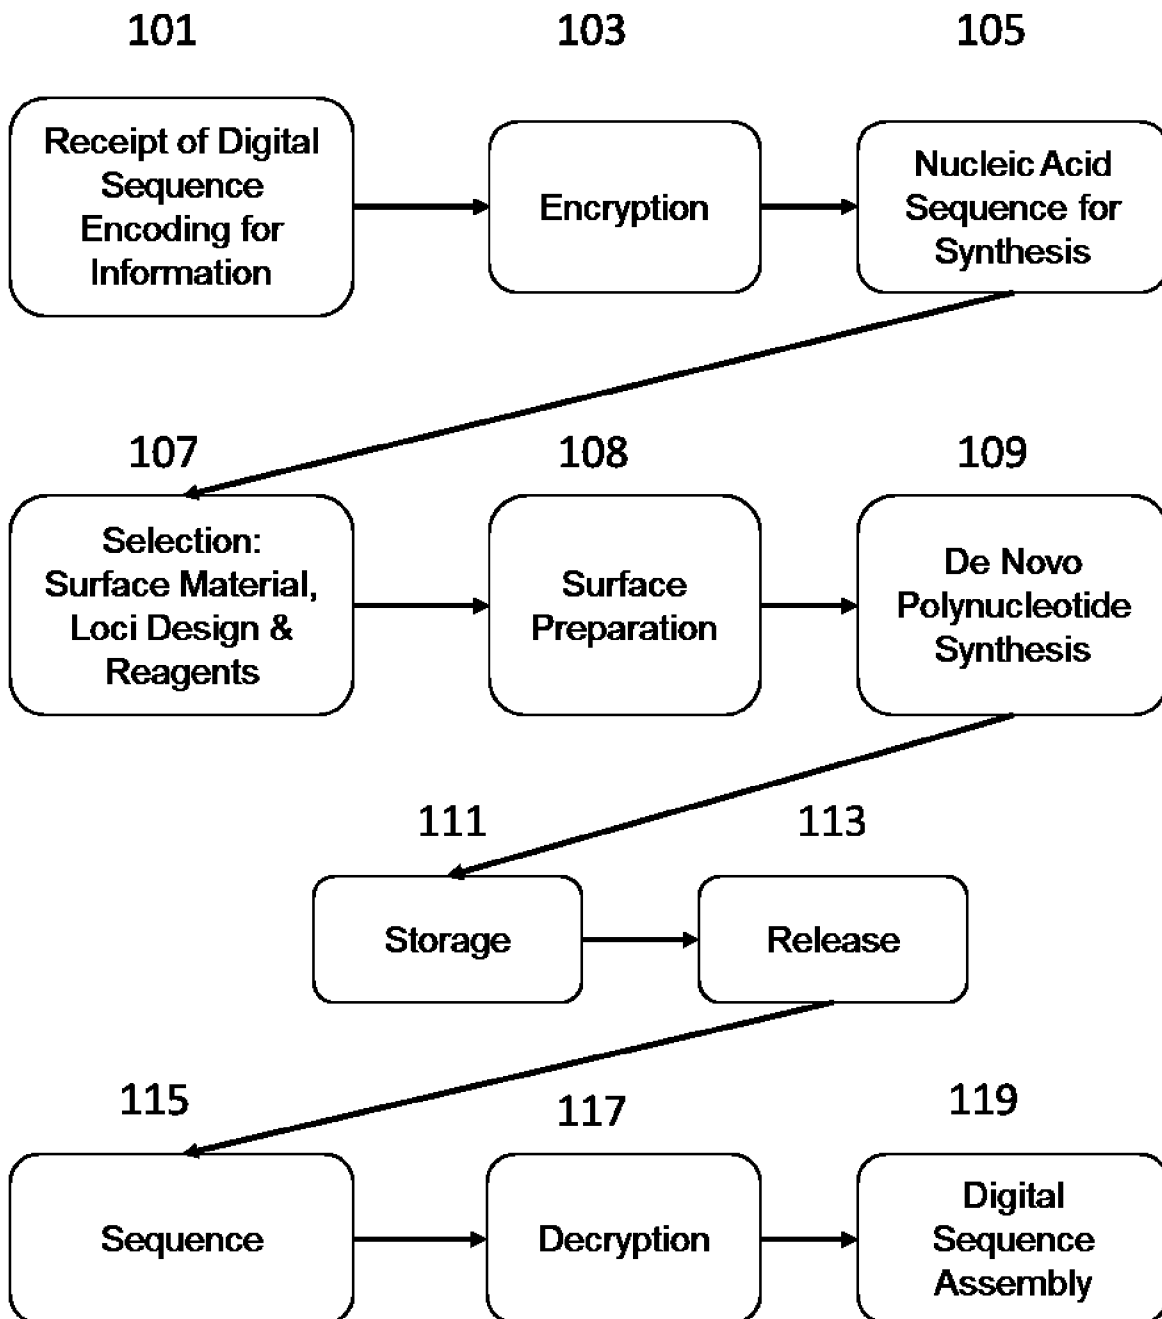 101 103 105
Receipt of Digital
Sequence
Encoding for
Information
Encryption
Nucleic Acid
Sequence for
Synthesis
107 108 109
Selection:
Surface Material,
Loci Design &
Reagents
Surface
Preparation
De Novo
Polynucleotide
Synthesis
111 113
Storage
Release
115 117 119
Sequence
Decryption
Digital
Sequence
Assembly